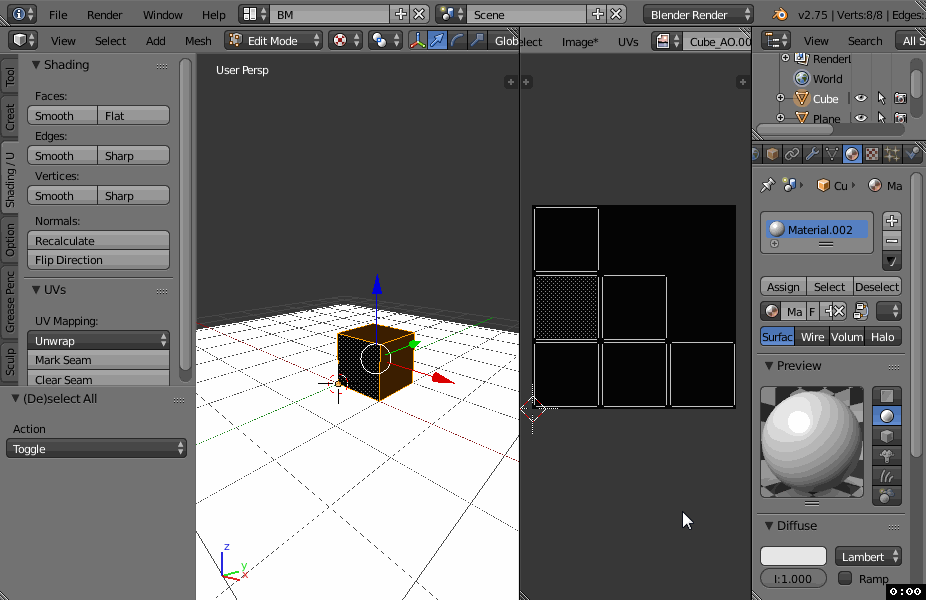 File Render Window Help BM Scene Blender Render v2.75 | Verts:8/8 | Edges:
View Select Add Mesh Edit Mode Glob elect Image* UVs Cube_AO.00 View Search All S
Tool
Creat
Shading / U
Option
Grease Penc
Sculp
Shading
Faces:
Smooth Flat
Edges:
Smooth Sharp
Vertices:
Smooth Sharp
Normals:
Recalculate
Flip Direction
UVs
UV Mapping:
Unwrap
Mark Seam
Clear Seam
(De)select All
Action
Toggle
User Persp
z
y
x
RenderL
World
Cube
Plane
Cu Ma
Material.002
Assign Select Deselect
Ma F
Surfac Wire Volum Halo
Preview
Diffuse
Lambert
I:1.000 Ramp
0:00